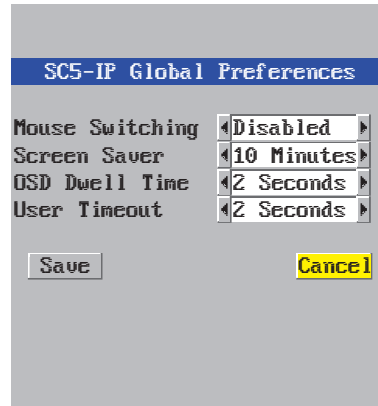 SC5-IP Global Preferences
Mouse Switching Disabled
Screen Saver 10 Minutes
OSD Dwell Time 2 Seconds
User Timeout 2 Seconds
Save Cancel